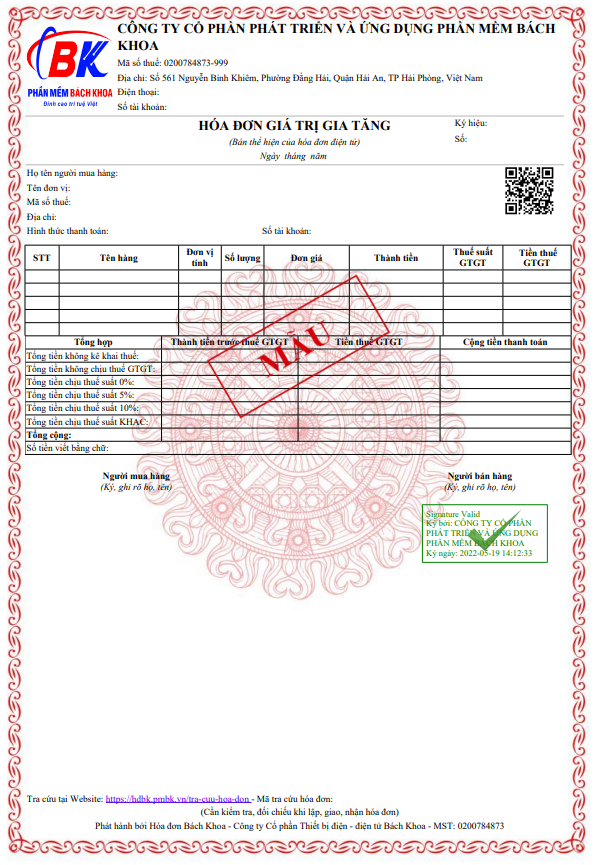 BK
PHẦN MỀM BÁCH KHOA
Đỉnh cao trí tuệ Việt
CÔNG TY CỔ PHẦN PHÁT TRIỂN VÀ ỨNG DỤNG PHẦN MỀM BÁCH
KHOA
Mã số thuế: 0200784873-999
Địa chỉ: Số 561 Nguyễn Bỉnh Khiêm, Phường Đằng Hải, Quận Hải An, TP Hải Phòng, Việt Nam
Điện thoại:
Số tài khoản:
HÓA ĐƠN GIÁ TRỊ GIA TĂNG
(Bản thể hiện của hóa đơn điện tử)
Ngày tháng năm
Ký hiệu:
Số:
Họ tên người mua hàng:
Tên đơn vị:
Mã số thuế:
Địa chỉ:
Hình thức thanh toán: Số tài khoản:
STT Tên hàng Đơn vị tính Số lượng Đơn giá Thành tiền Thuế suất GTGT Tiền thuế GTGT
MẪU
Tổng hợp Thành tiền trước thuế GTGT Tiền thuế GTGT Cộng tiền thanh toán
Tổng tiền không kê khai thuế:
Tổng tiền không chịu thuế GTGT:
Tổng tiền chịu thuế suất 0%:
Tổng tiền chịu thuế suất 5%:
Tổng tiền chịu thuế suất 10%:
Tổng tiền chịu thuế suất KHAC:
Tổng cộng:
Số tiền viết bằng chữ:
Người mua hàng Người bán hàng
(Ký, ghi rõ họ, tên) (Ký, ghi rõ họ, tên)
Signature Valid
Ký bởi: CÔNG TY CỔ PHẦN
PHÁT TRIỂN VÀ ỨNG DỤNG
PHẦN MỀM BÁCH KHOA
Ký ngày: 2022-05-19 14:12:33
Tra cứu tại Website: https://hdbk.pmbk.vn/tra-cuu-hoa-don - Mã tra cứu hóa đơn:
(Cần kiểm tra, đối chiếu khi lập, giao, nhận hóa đơn)
Phát hành bởi Hóa đơn Bách Khoa - Công ty Cổ phần Thiết bị điện - điện tử Bách Khoa - MST: 0200784873